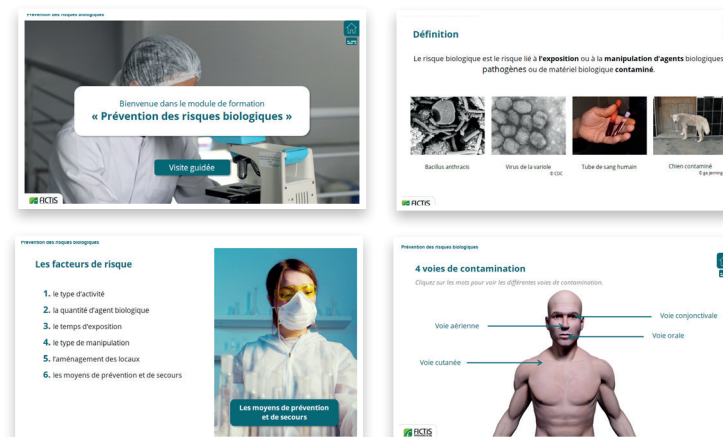 Prévention des risques biologiques
Bienvenue dans le module de formation
« Prévention des risques biologiques »
Visite guidée
FICTIS
Définition
Le risque biologique est le risque lié à l'exposition ou à la manipulation d'agents biologiques
pathogènes ou de matériel biologique contaminé.
Bacillus anthracis
Virus de la variole
© CDC
Tube de sang humain
Chien contaminé
FICTIS
Prévention des risques biologiques
Les facteurs de risque
1. le type d'activité
2. la quantité d'agent biologique
3. le temps d'exposition
4. le type de manipulation
5. l'aménagement des locaux
6. les moyens de prévention et de secours
Les moyens de prévention
et de secours
Prévention des risques biologiques
4 voies de contamination
Cliquez sur les mots pour voir les différentes voies de contamination.
Voie aérienne
Voie cutanée
Voie conjonctivale
Voie orale
FICTIS